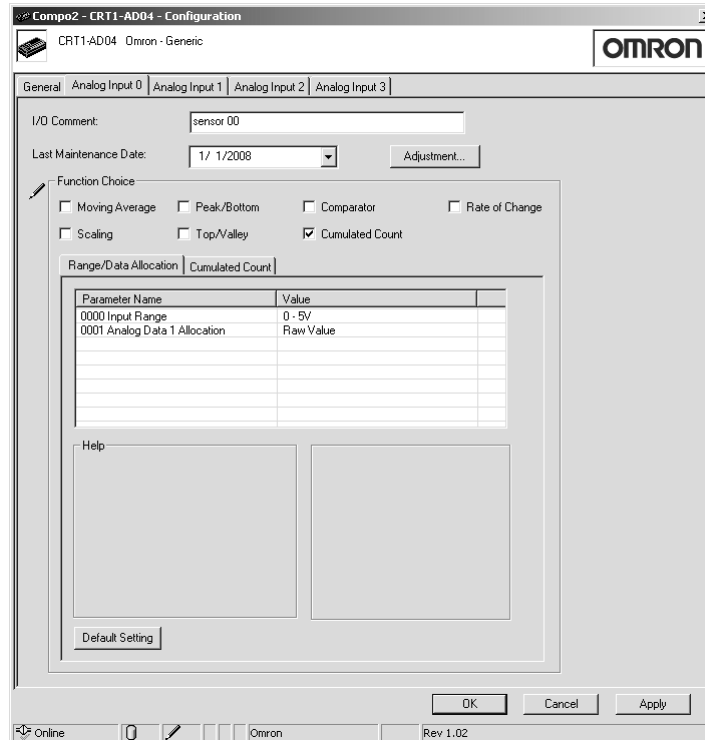 Compo2 - CRT1-AD04 - Configuration
CRT1-AD04 Omron - Generic
OMRON
General Analog Input 0 Analog Input 1 Analog Input 2 Analog Input 3
I/O Comment: sensor 00
Last Maintenance Date: 1/ 1/2008 Adjustment...
Function Choice
Moving Average Peak/Bottom Comparator Rate of Change
Scaling Top/Valley Cumulated Count
Range/Data Allocation Cumulated Count
Parameter Name Value
0000 Input Range 0 - 5V
0001 Analog Data 1 Allocation Raw Value
Help
Default Setting
OK Cancel Apply
Online Omron Rev 1.02